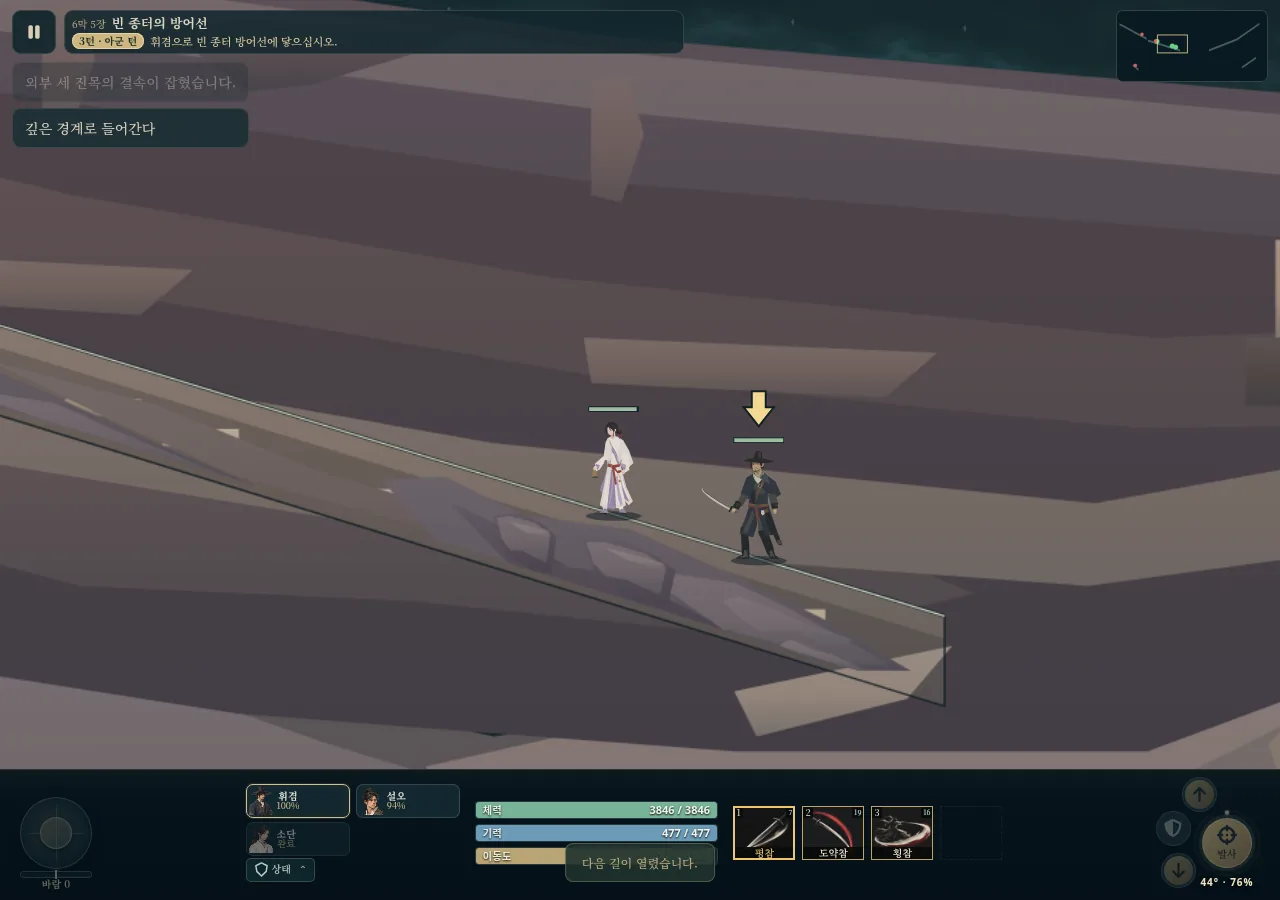 6막 5장 빈 종터의 방어선
3턴 · 아군 턴 휘겸으로 빈 종터 방어선에 닿으십시오.
외부 세 진목의 결속이 잡혔습니다.
깊은 경계로 들어간다
휘겸
100%
설오
94%
소단
완료
상태
체력 3846 / 3846
기력 477 / 477
이동도
다음 길이 열렸습니다.
1 7
평참
2 19
도약참
3 16
횡참
바람 0
발사
44° · 76%